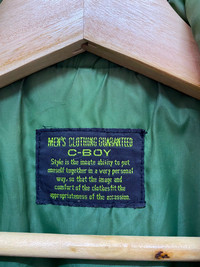 MEN'S CLOTHING GUARANTEED
C-BOY
Style is the innate ability to put
oneself together in a very personal
way, so that the image and
comfort of the clothes fit the
appropriateness of the occassion.